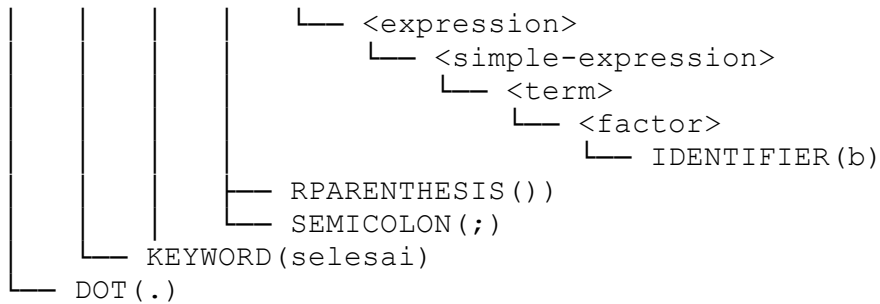 <expression>
<simple-expression>
<term>
<factor>
IDENTIFIER(b)
RPARENTHESIS())
SEMICOLON(;)
KEYWORD(selesai)
DOT(.)